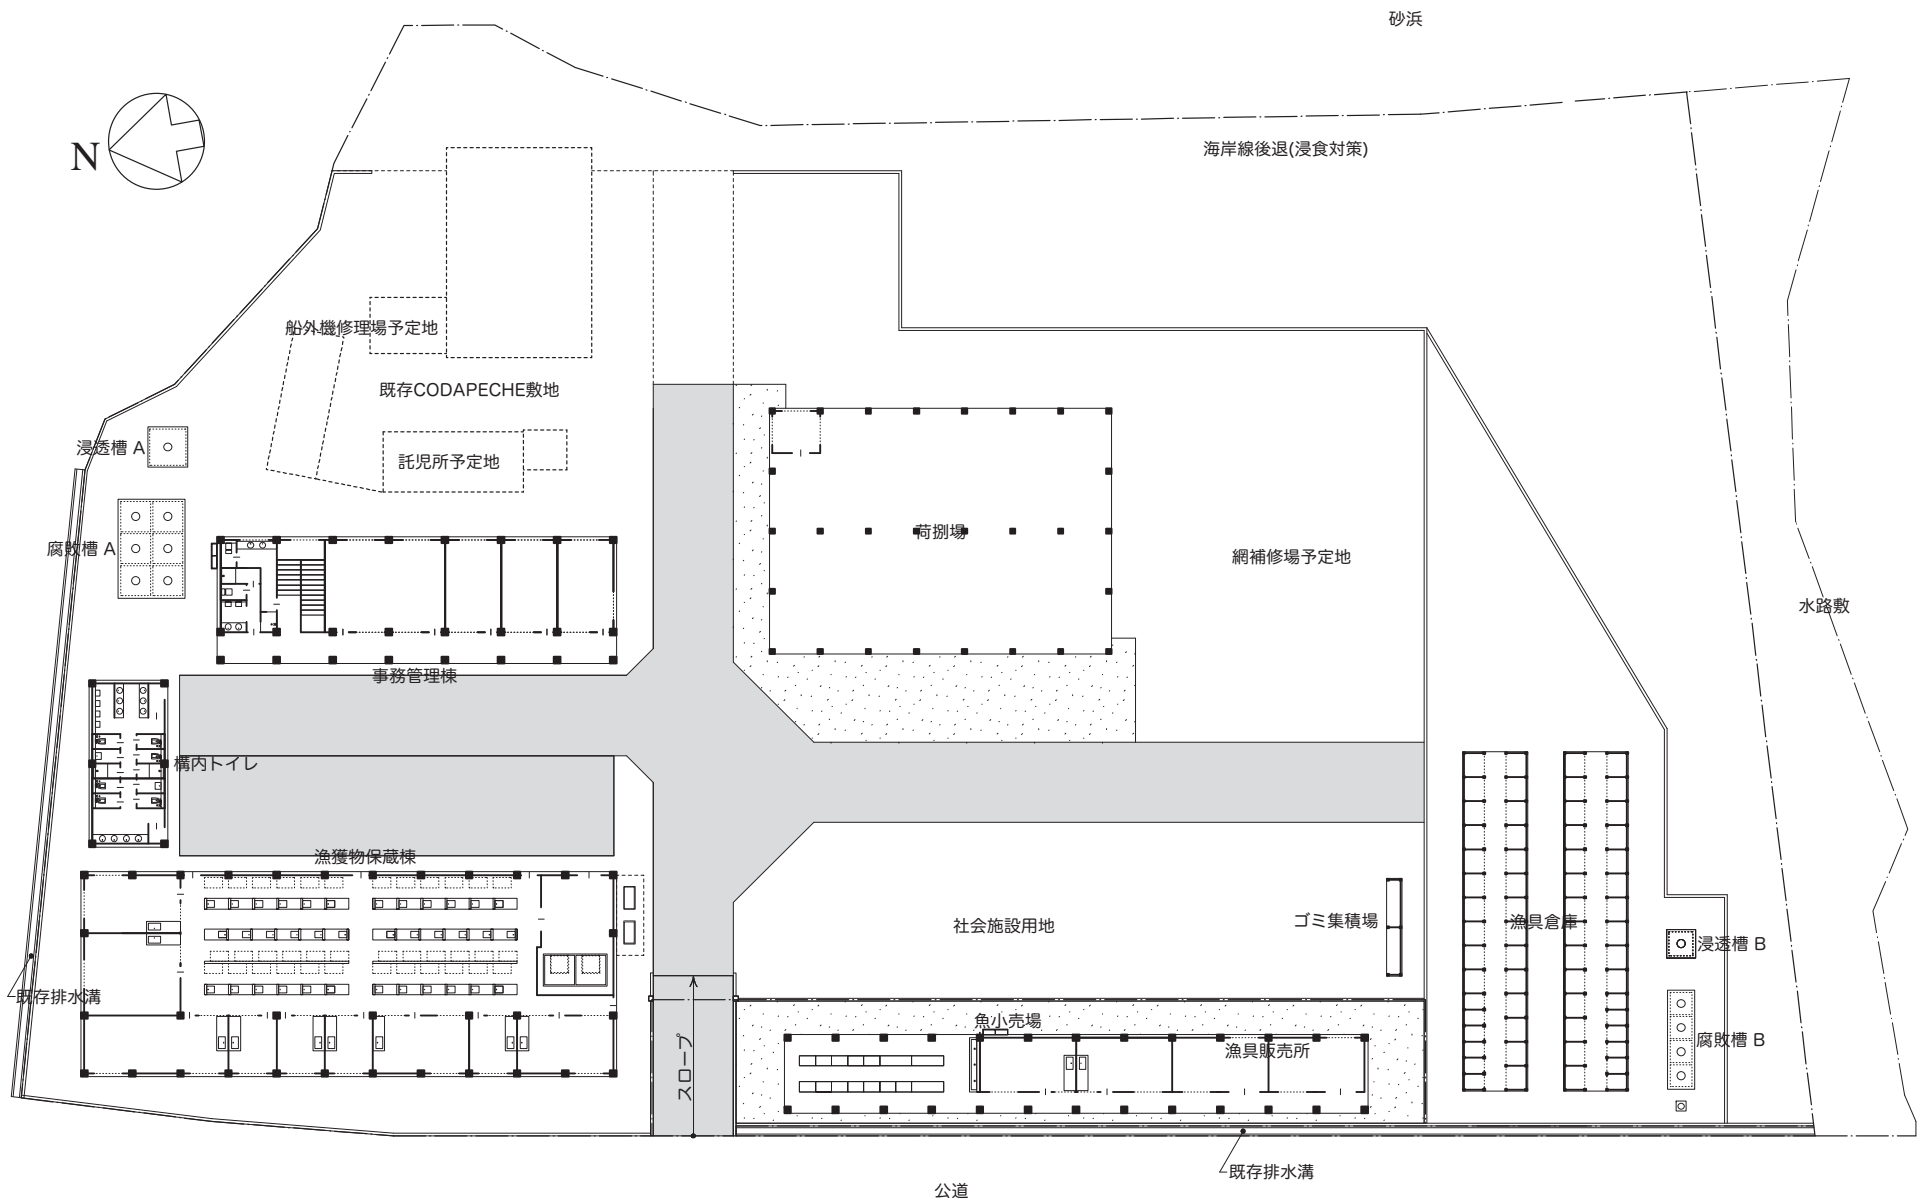 砂浜
N
海岸線後退(浸食対策)
船外機修理場予定地
既存CODAPECHE敷地
浸透槽 A
託児所予定地
荷捌場
腐敗槽 A
網補修場予定地
水路敷
事務管理棟
構内トイレ
漁獲物保蔵棟
社会施設用地
ゴミ集積場
漁具倉庫
浸透槽 B
既存排水溝
魚小売場
漁具販売所
腐敗槽 B
スロープ
既存排水溝
公道